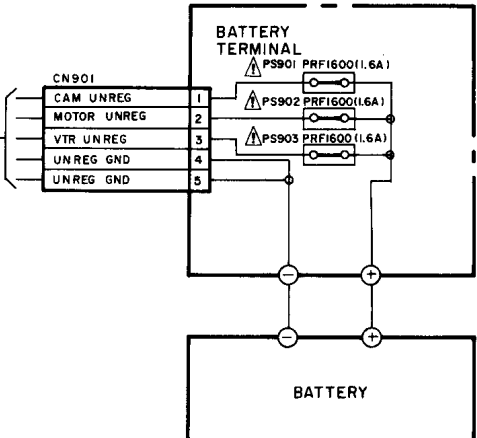 BATTERY
TERMINAL
PS901 PRF1600(1.6A)
CN901
CAM UNREG 1
PS902 PRF1600(1.6A)
MOTOR UNREG 2
VTR UNREG 3
PS903 PRF1600(1.6A)
UNREG GND 4
UNREG GND 5
− +
− +
BATTERY